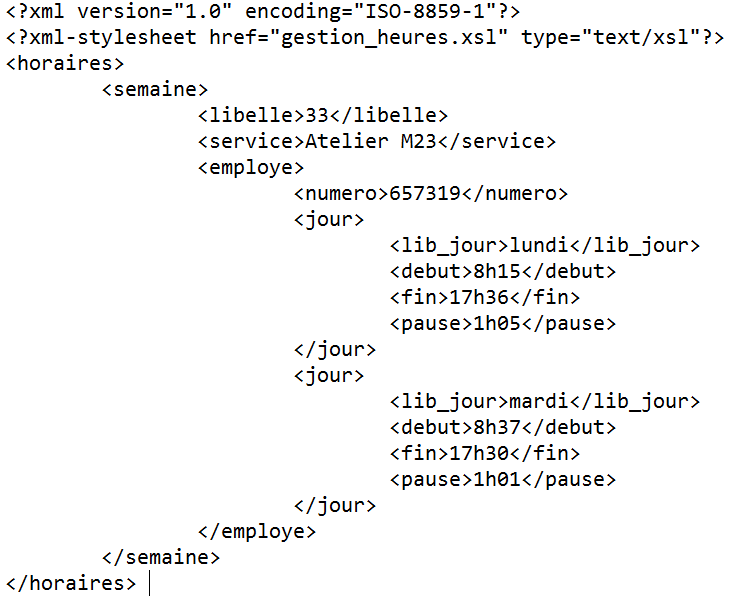 <?xml version="1.0" encoding="ISO-8859-1"?>
<?xml-stylesheet href="gestion_heures.xsl" type="text/xsl"?>
<horaires>
<semaine>
<libelle>33</libelle>
<service>Atelier M23</service>
<employe>
<numero>657319</numero>
<jour>
<lib_jour>lundi</lib_jour>
<debut>8h15</debut>
<fin>17h36</fin>
<pause>1h05</pause>
</jour>
<jour>
<lib_jour>mardi</lib_jour>
<debut>8h37</debut>
<fin>17h30</fin>
<pause>1h01</pause>
</jour>
</employe>
</semaine>
</horaires>